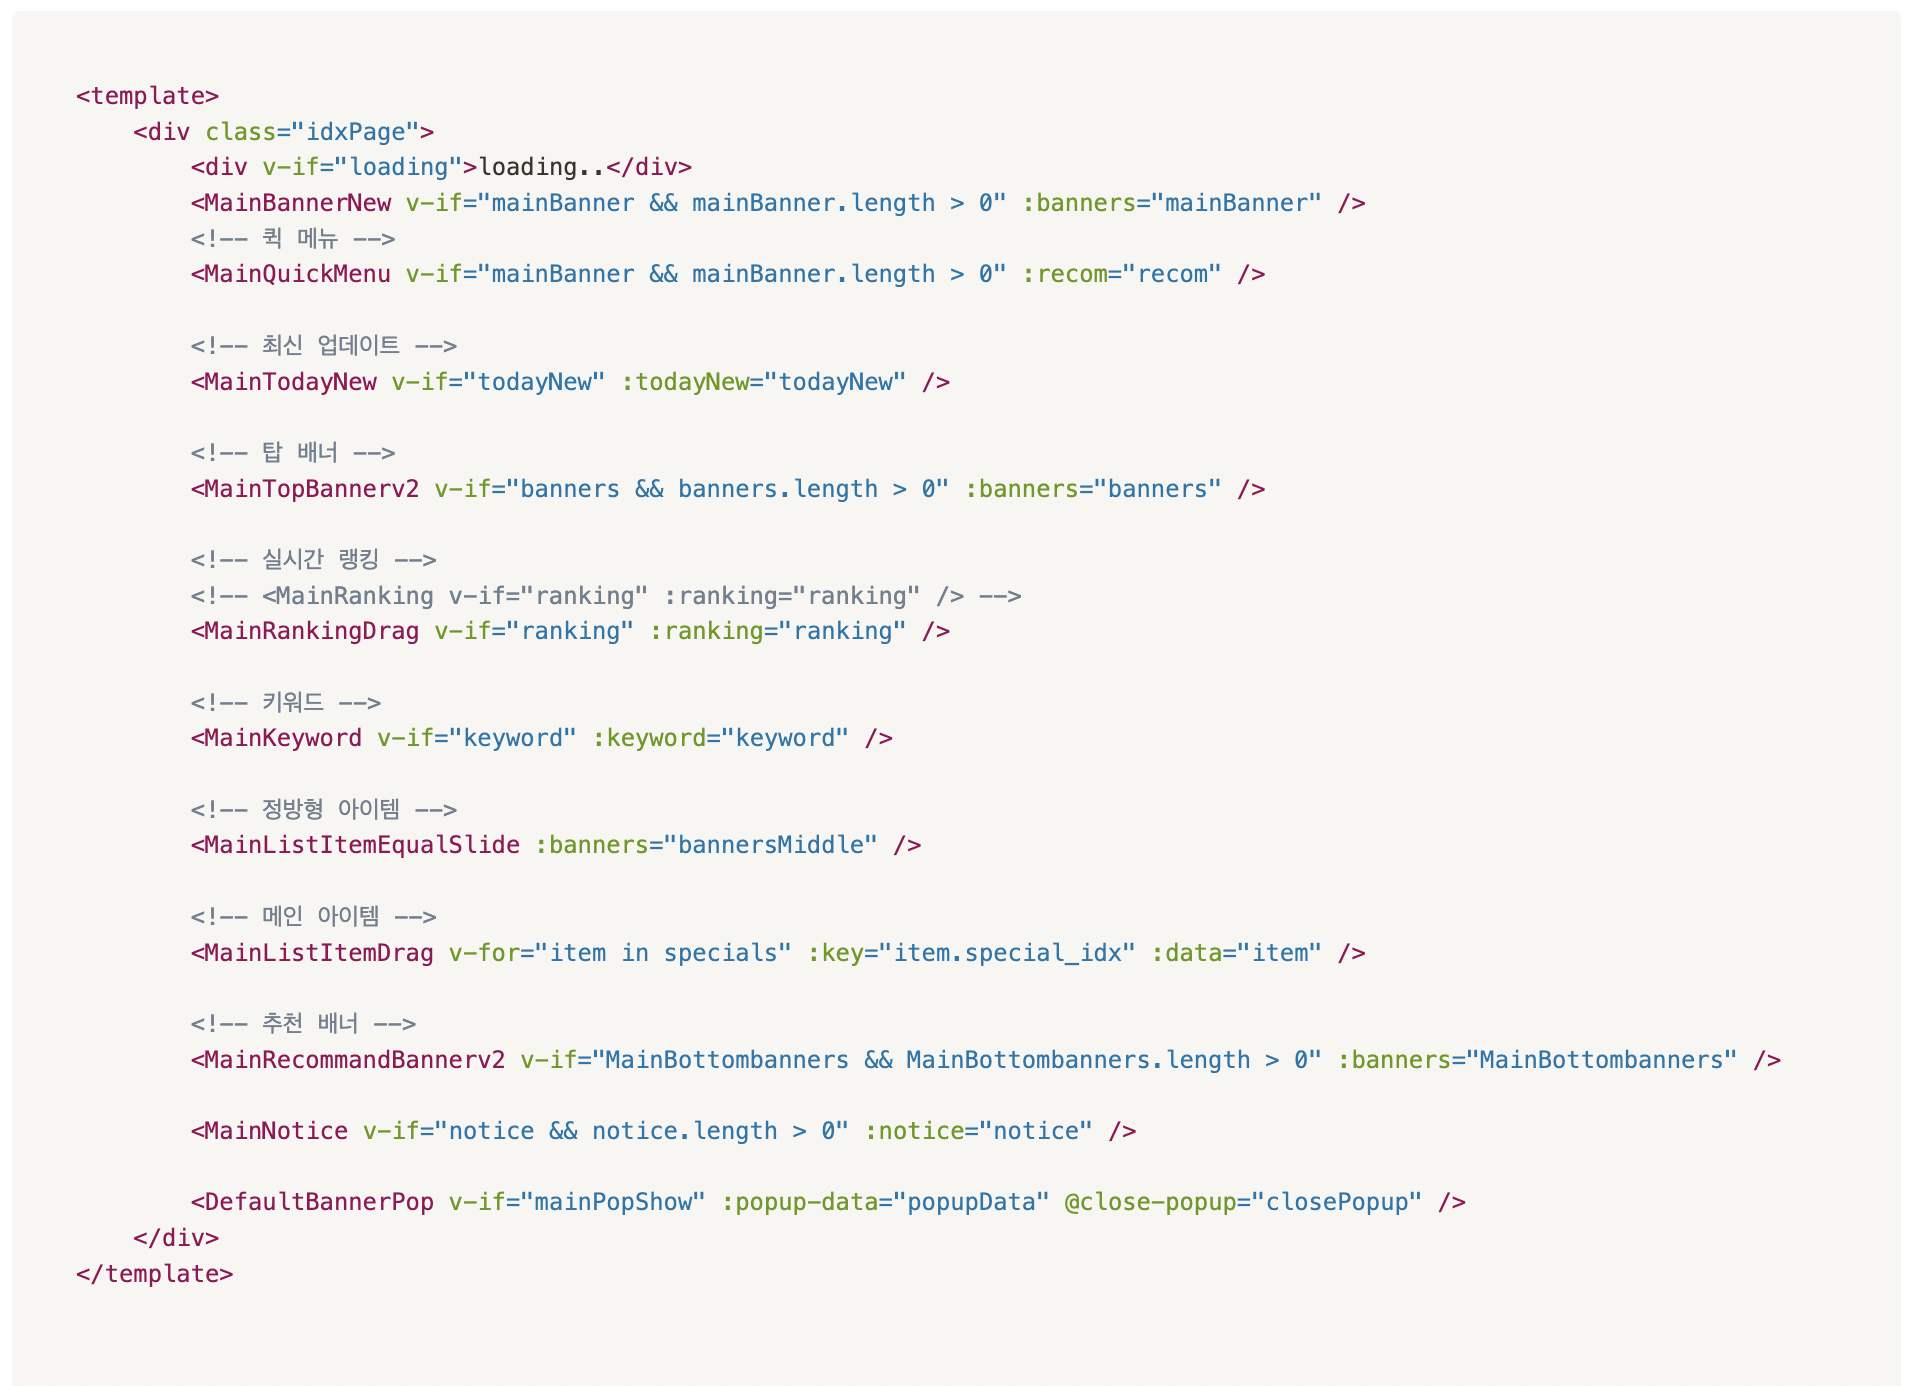 <template>
<div class="idxPage">
<div v-if="loading">loading..</div>
<MainBannerNew v-if="mainBanner && mainBanner.length > 0" :banners="mainBanner" />
<!-- 퀵 메뉴 -->
<MainQuickMenu v-if="mainBanner && mainBanner.length > 0" :recom="recom" />
<!-- 최신 업데이트 -->
<MainTodayNew v-if="todayNew" :todayNew="todayNew" />
<!-- 탑 배너 -->
<MainTopBannerv2 v-if="banners && banners.length > 0" :banners="banners" />
<!-- 실시간 랭킹 -->
<!-- <MainRanking v-if="ranking" :ranking="ranking" /> -->
<MainRankingDrag v-if="ranking" :ranking="ranking" />
<!-- 키워드 -->
<MainKeyword v-if="keyword" :keyword="keyword" />
<!-- 정방형 아이템 -->
<MainListItemEqualSlide :banners="bannersMiddle" />
<!-- 메인 아이템 -->
<MainListItemDrag v-for="item in specials" :key="item.special_idx" :data="item" />
<!-- 추천 배너 -->
<MainRecommandBannerv2 v-if="MainBottombanners && MainBottombanners.length > 0" :banners="MainBottombanners" />
<MainNotice v-if="notice && notice.length > 0" :notice="notice" />
<DefaultBannerPop v-if="mainPopShow" :popup-data="popupData" @close-popup="closePopup" />
</div>
</template>